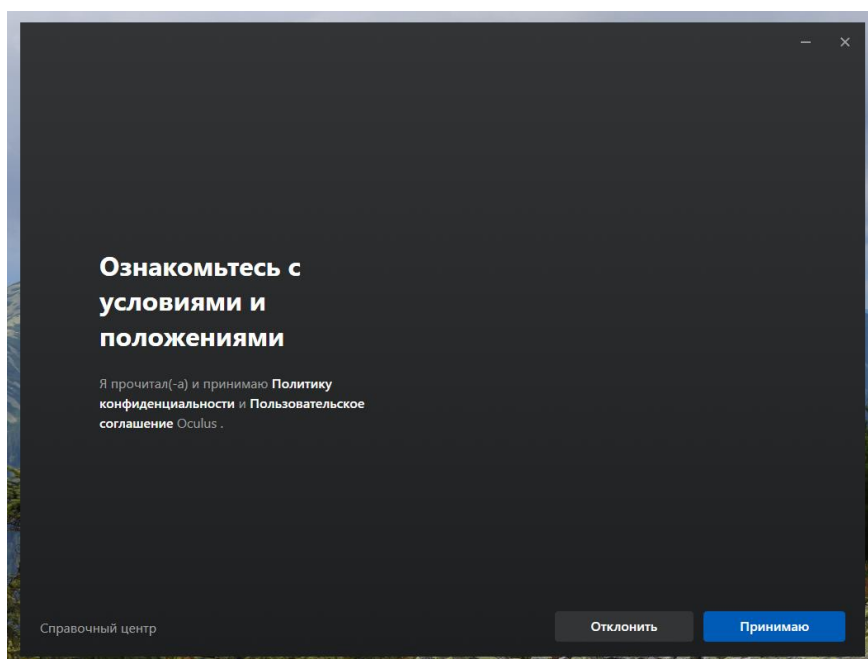 Ознакомьтесь с
условиями и
положениями
Я прочитал(-а) и принимаю Политику
конфиденциальности и Пользовательское
соглашение Oculus .
Справочный центр
Отклонить
Принимаю